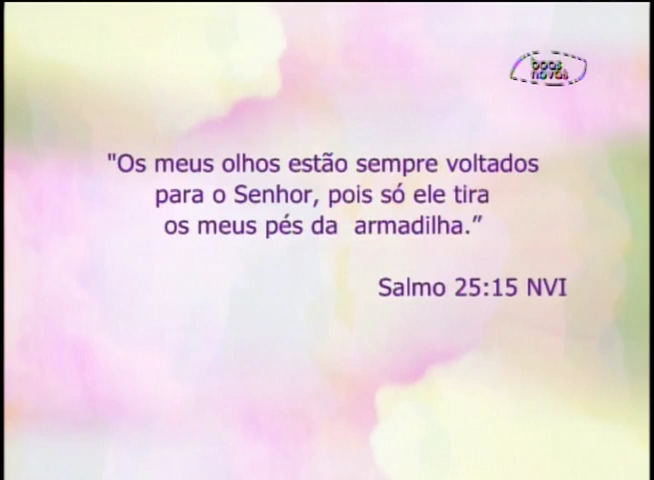 boas
novas
"Os meus olhos estão sempre voltados
para o Senhor, pois só ele tira
os meus pés da  armadilha.”
Salmo 25:15 NVI